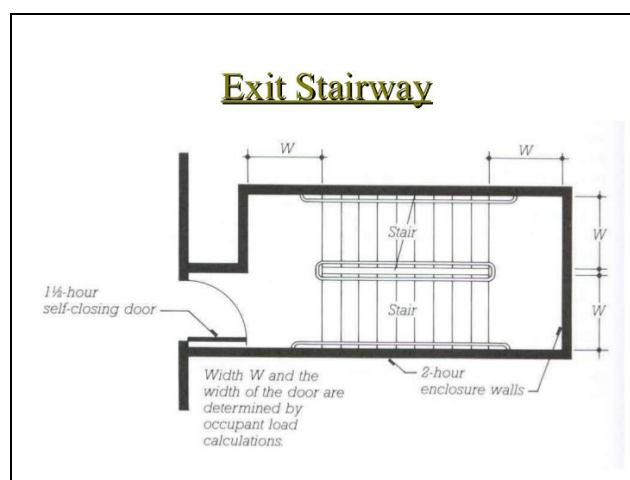 Exit Stairway
W
W
Stair
W
1½-hour
self-closing door
Stair
W
Width W and the
width of the door are
determined by
occupant load
calculations.
2-hour
enclosure walls